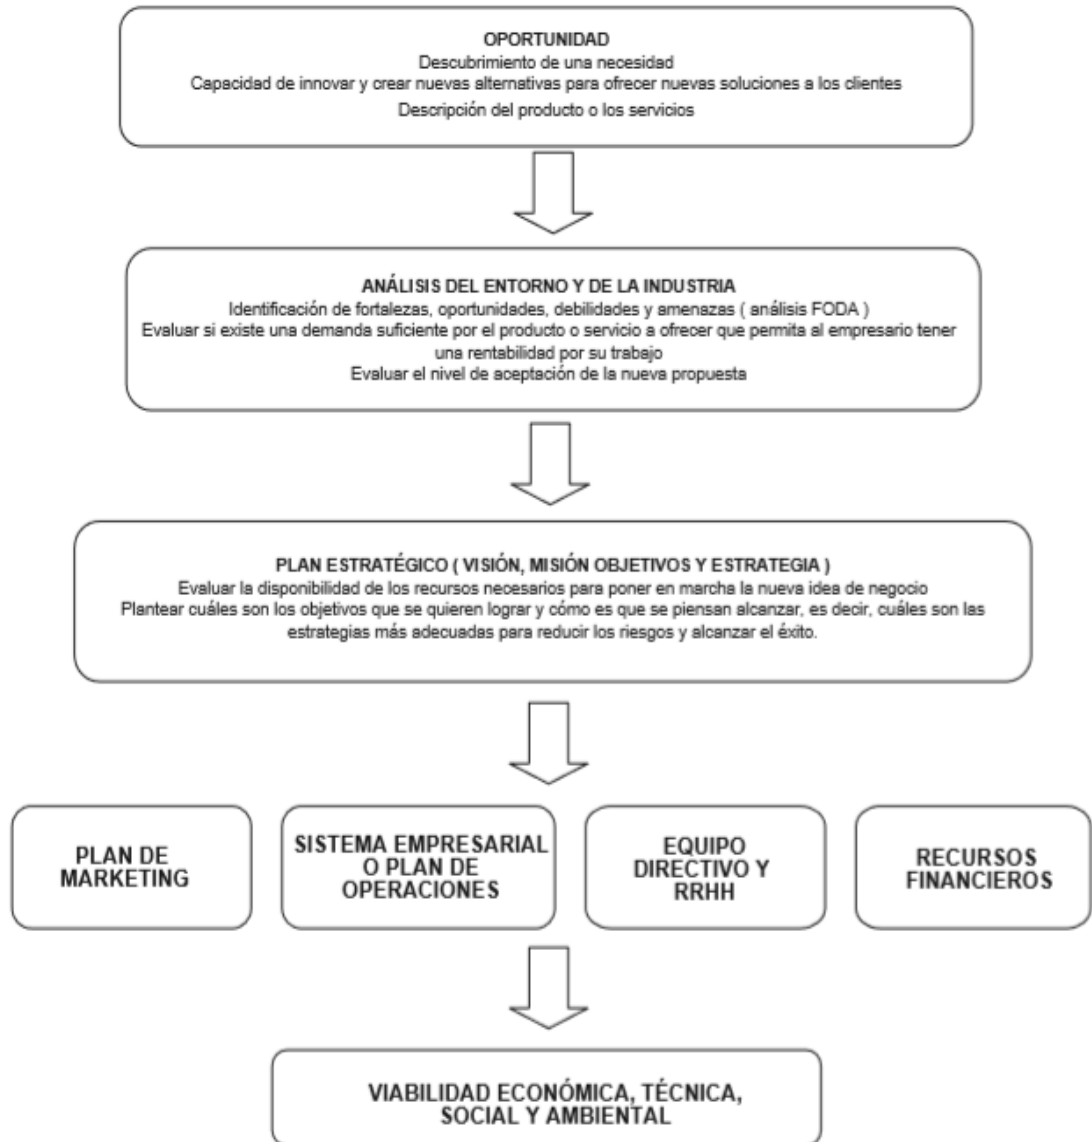 OPORTUNIDAD
Descubrimiento de una necesidad
Capacidad de innovar y crear nuevas alternativas para ofrecer nuevas soluciones a los clientes
Descripción del producto o los servicios
ANÁLISIS DEL ENTORNO Y DE LA INDUSTRIA
Identificación de fortalezas, oportunidades, debilidades y amenazas ( análisis FODA )
Evaluar si existe una demanda suficiente por el producto o servicio a ofrecer que permita al empresario tener
una rentabilidad por su trabajo
Evaluar el nivel de aceptación de la nueva propuesta
PLAN ESTRATÉGICO ( VISIÓN, MISIÓN OBJETIVOS Y ESTRATEGIA )
Evaluar la disponibilidad de los recursos necesarios para poner en marcha la nueva idea de negocio
Plantear cuáles son los objetivos que se quieren lograr y cómo es que se piensan alcanzar, es decir, cuáles son las
estrategias más adecuadas para reducir los riesgos y alcanzar el éxito.
PLAN DE
MARKETING
SISTEMA EMPRESARIAL
O PLAN DE
OPERACIONES
EQUIPO
DIRECTIVO Y
RRHH
RECURSOS
FINANCIEROS
VIABILIDAD ECONÓMICA, TÉCNICA,
SOCIAL Y AMBIENTAL